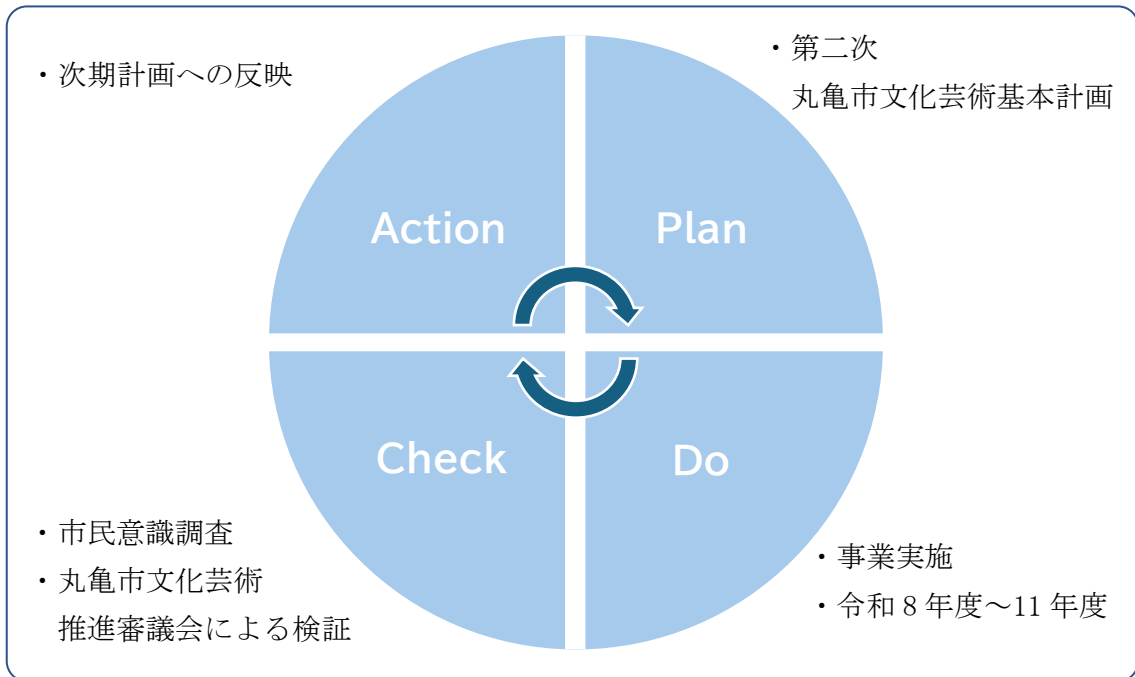 ・次期計画への反映
・第二次
丸亀市文化芸術基本計画
Action
Plan
Check
Do
・市民意識調査
・丸亀市文化芸術
推進審議会による検証
・事業実施
・令和 8 年度～11 年度